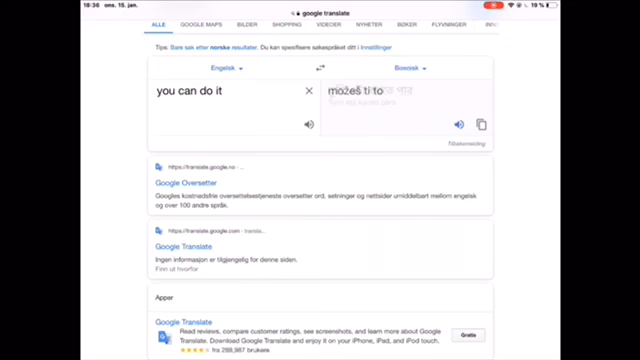 18:36 ons. 15. jan.
google translate
19 %
ALLE GOOGLE MAPS BILDER SHOPPING VIDEOER NYHETER BØKER FLYVNINGER
Tips: Bare søk etter norske resultater. Du kan spesifisere søkespråket ditt i Innstillinger
Engelsk
Bosnisk
you can do it
možeš ti to
Tilbakemelding
https://translate.google.no › ...
Google Oversetter
Googles kostnadsfrie oversettelsestjeneste oversetter ord, setninger og nettsider umiddelbart mellom engelsk
og over 100 andre språk.
https://translate.google.com › transla...
Google Translate
Ingen informasjon er tilgjengelig for denne siden.
Finn ut hvorfor
Apper
Google Translate
Read reviews, compare customer ratings, see screenshots, and learn more about Google
Translate. Download Google Translate and enjoy it on your iPhone, iPad, and iPod touch.
fra 288,987 brukere
Gratis